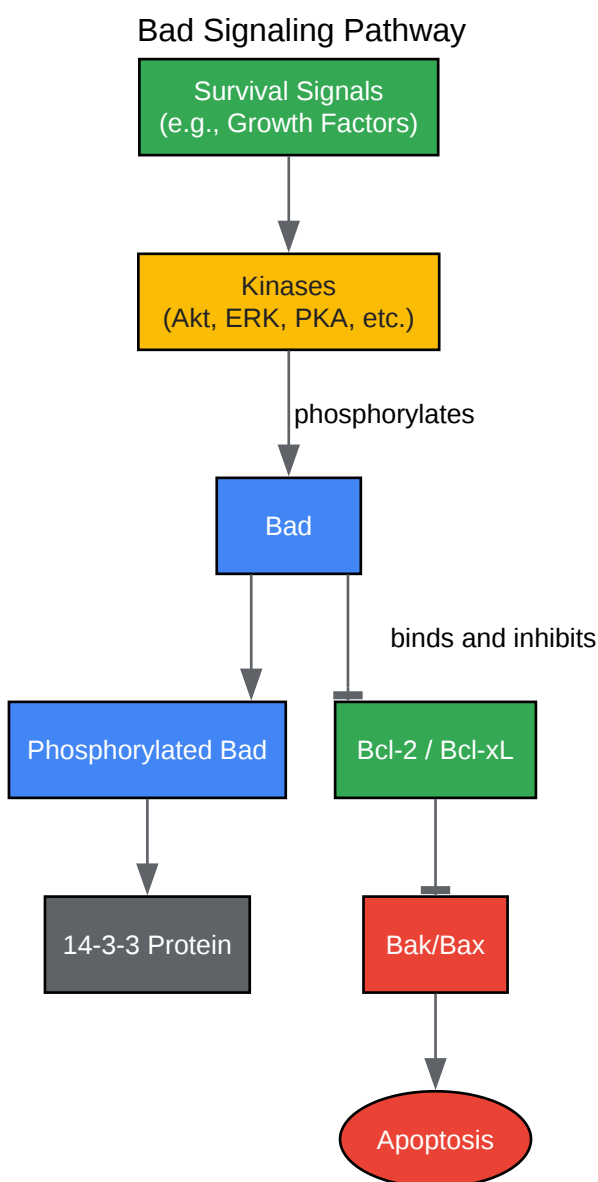 Bad Signaling Pathway
Survival Signals
(e.g., Growth Factors)
Kinases
(Akt, ERK, PKA, etc.)
phosphorylates
Bad
binds and inhibits
Phosphorylated Bad
Bcl-2 / Bcl-xL
14-3-3 Protein
Bak/Bax
Apoptosis